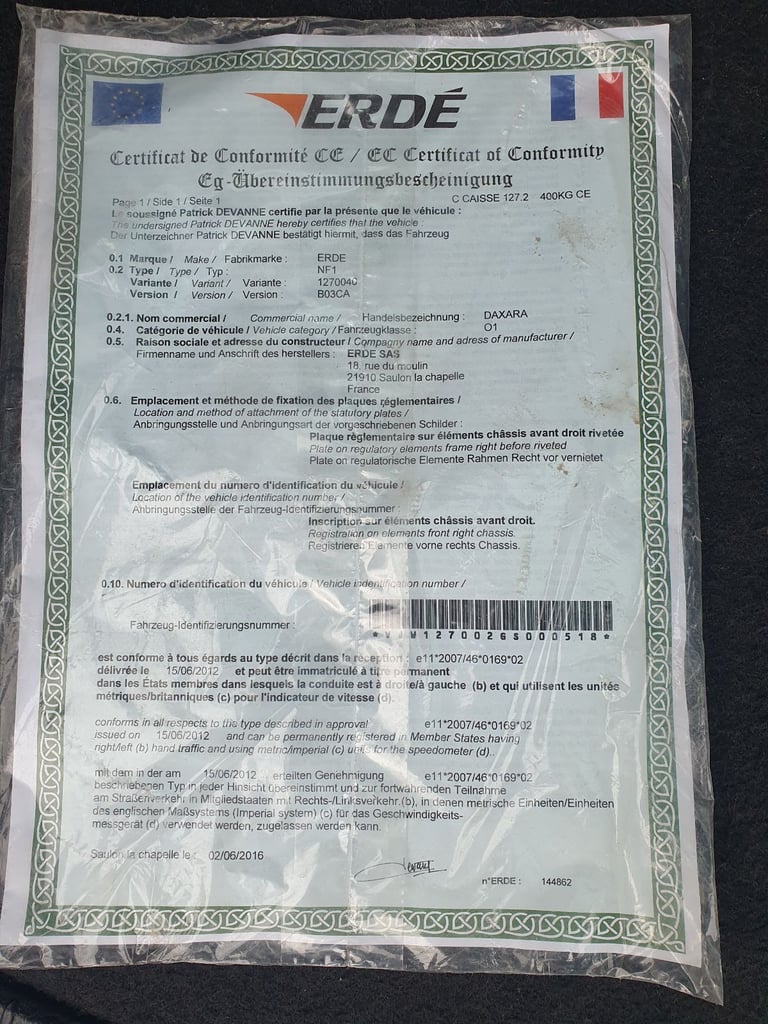 ERDÉ
Certificat de Conformité CE / EC Certificat of Conformity
Eg-Übereinstimmungsbescheinigung
Page 1 / Side 1 / Seite 1
C CAISSE 127.2 400KG CE
Le soussigné Patrick DEVANNE certifie par la présente que le véhicule :
The undersigned Patrick DEVANNE hereby certifies that the vehicle :
Der Unterzeichner Patrick DEVANNE bestätigt hiermit, dass das Fahrzeug
0.1 Marque / Make / Fabrikmarke : ERDE
0.2 Type / Type / Typ : NF1
Variante / Variant / Variante : 1270040
Version / Version / Version : B03CA
0.2.1. Nom commercial / Commercial name / Handelsbezeichnung : DAXARA
0.4. Catégorie de véhicule / Vehicle category / Fahrzeugklasse : O1
0.5. Raison sociale et adresse du constructeur / Compagny name and adress of manufacturer /
Firmenname und Anschrift des herstellers : ERDE SAS
18, rue du moulin
21910 Saulon la chapelle
France
0.6. Emplacement et méthode de fixation des plaques réglementaires /
Location and method of attachment of the statutory plates /
Anbringungsstelle und Anbringungsart der vorgeschriebenen Schilder :
Plaque règlementaire sur éléments châssis avant droit rivetée
Plate on regulatory elements frame right before riveted
Plate on regulatorische Elemente Rahmen Recht vor vernietet
Emplacement du numero d'identification du véhicule /
Location of the vehicle identification number /
Anbringungsstelle der Fahrzeug-Identifizierungsnummer :
Inscription sur éléments châssis avant droit.
Registration on elements front right chassis.
Registrieren Elemente vorne rechts Chassis.
0.10. Numero d'identification du véhicule / Vehicle indentification number /
Fahrzeug-Identifizierungsnummer :
1270026S000518*
est conforme à tous égards au type décrit dans la réception : e11*2007/46*0169*02
délivrée le 15/06/2012 et peut être immatriculé à titre permanent
dans les États membres dans lesquels la conduite est à droite/à gauche (b) et qui utilisent les unités
métriques/britanniques (c) pour l'indicateur de vitesse (d).
conforms in all respects to the type described in approval e11*2007/46*0169*02
issued on 15/06/2012 and can be permanently registered in Member States having
right/left (b) hand traffic and using metric/imperial (c) units for the speedometer (d)..
mit dem in der am 15/06/2012 erteilten Genehmigung e11*2007/46*0169*02
beschriebenen Typ in jeder Hinsicht übereinstimmt und zur fortwährenden Teilnahme
am Straßenverkehr in Mitgliedstaaten mit Rechts-/Linksverkehr.(b), in denen metrische Einheiten/Einheiten
des englischen Maßsystems (Imperial system) (c) für das Geschwindigkeits-
messgerät (d) verwendet werden, zugelassen werden kann.
Saulon la chapelle le : 02/06/2016
n°ERDE : 144862